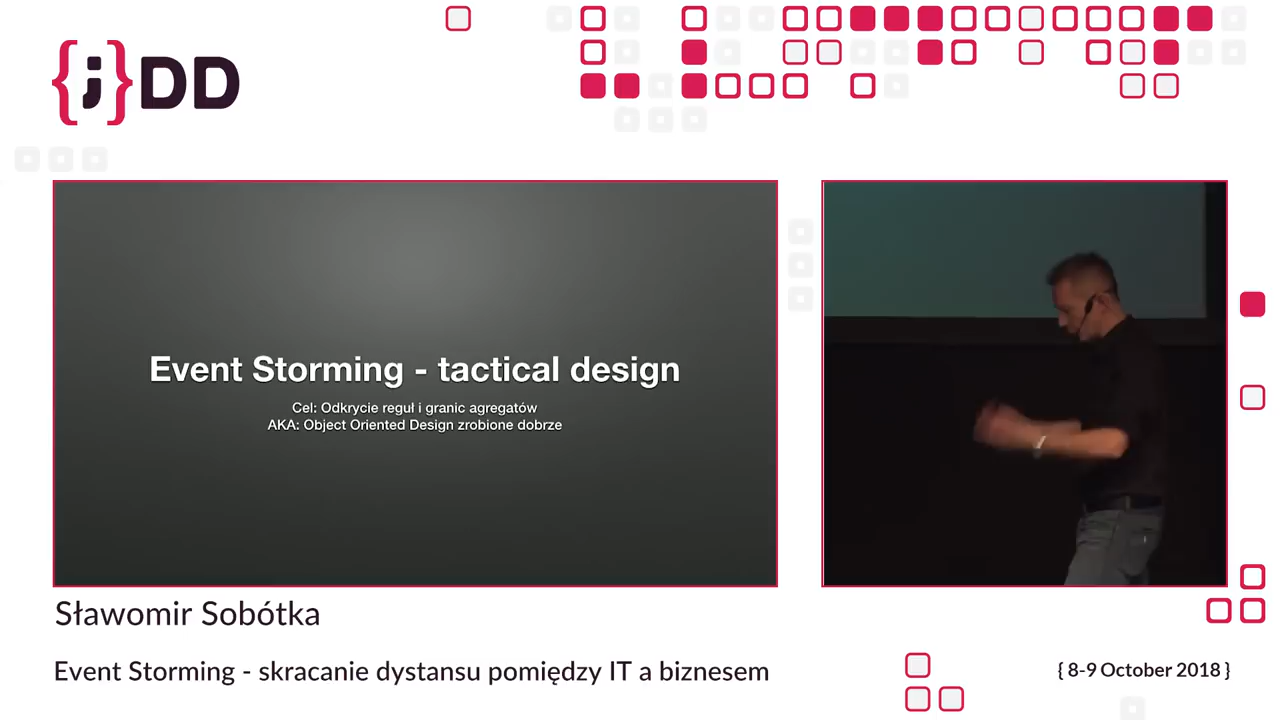 {j}DD
Event Storming - tactical design
Cel: Odkrycie reguł i granic agregatów
AKA: Object Oriented Design zrobione dobrze
Sławomir Sobótka
Event Storming - skracanie dystansu pomiędzy IT a biznesem
{ 8-9 October 2018 }